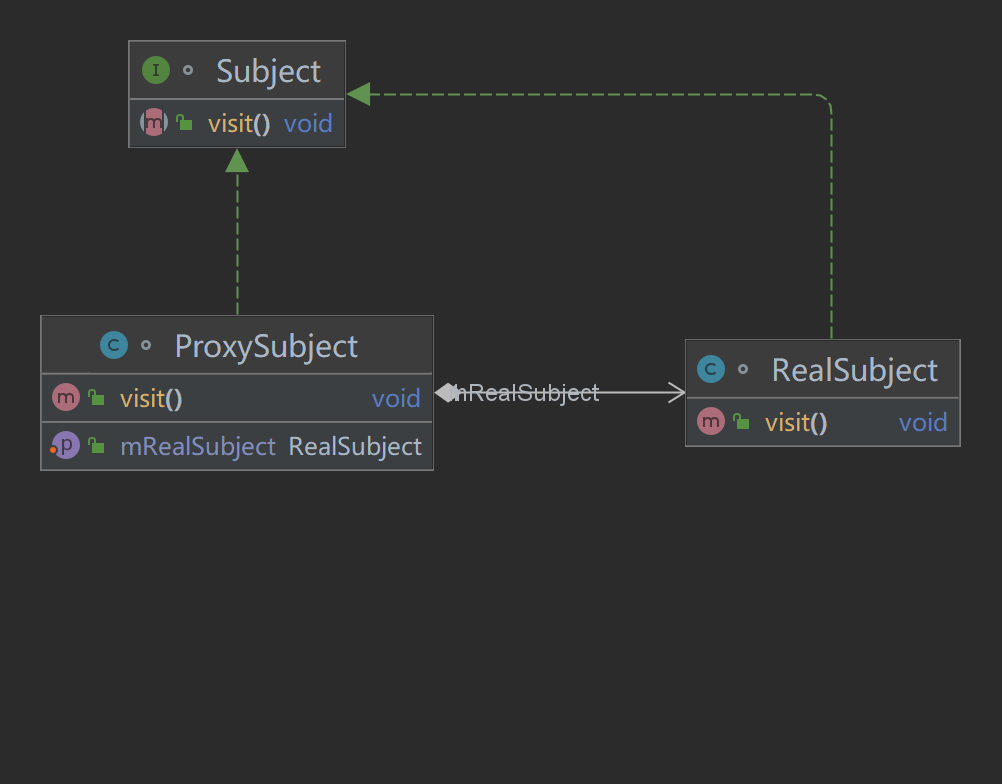 I Subject
m visit() void
C ProxySubject
m visit() void
p mRealSubject RealSubject
mRealSubject
C RealSubject
m visit() void